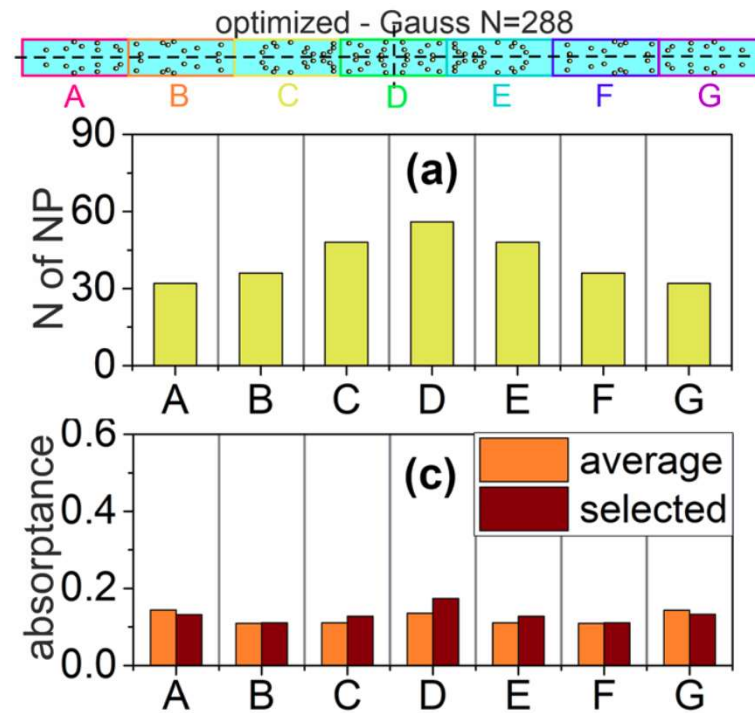 optimized - Gauss N=288
A B C D E F G
(a)
N of NP
90
60
30
0
A B C D E F G
(c)
average
selected
absorptance
0.6
0.4
0.2
0.0
A B C D E F G